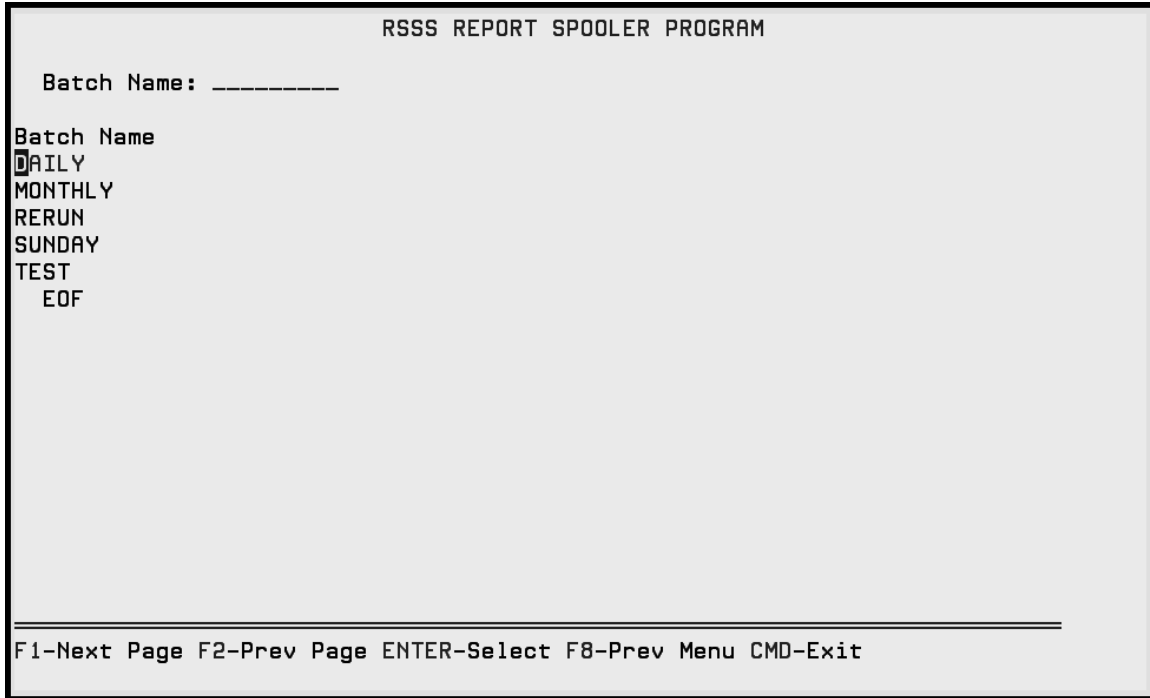 RSSS REPORT SPOOLER PROGRAM
Batch Name: _________
Batch Name
DAILY
MONTHLY
RERUN
SUNDAY
TEST
EOF
F1-Next Page F2-Prev Page ENTER-Select F8-Prev Menu CMD-Exit